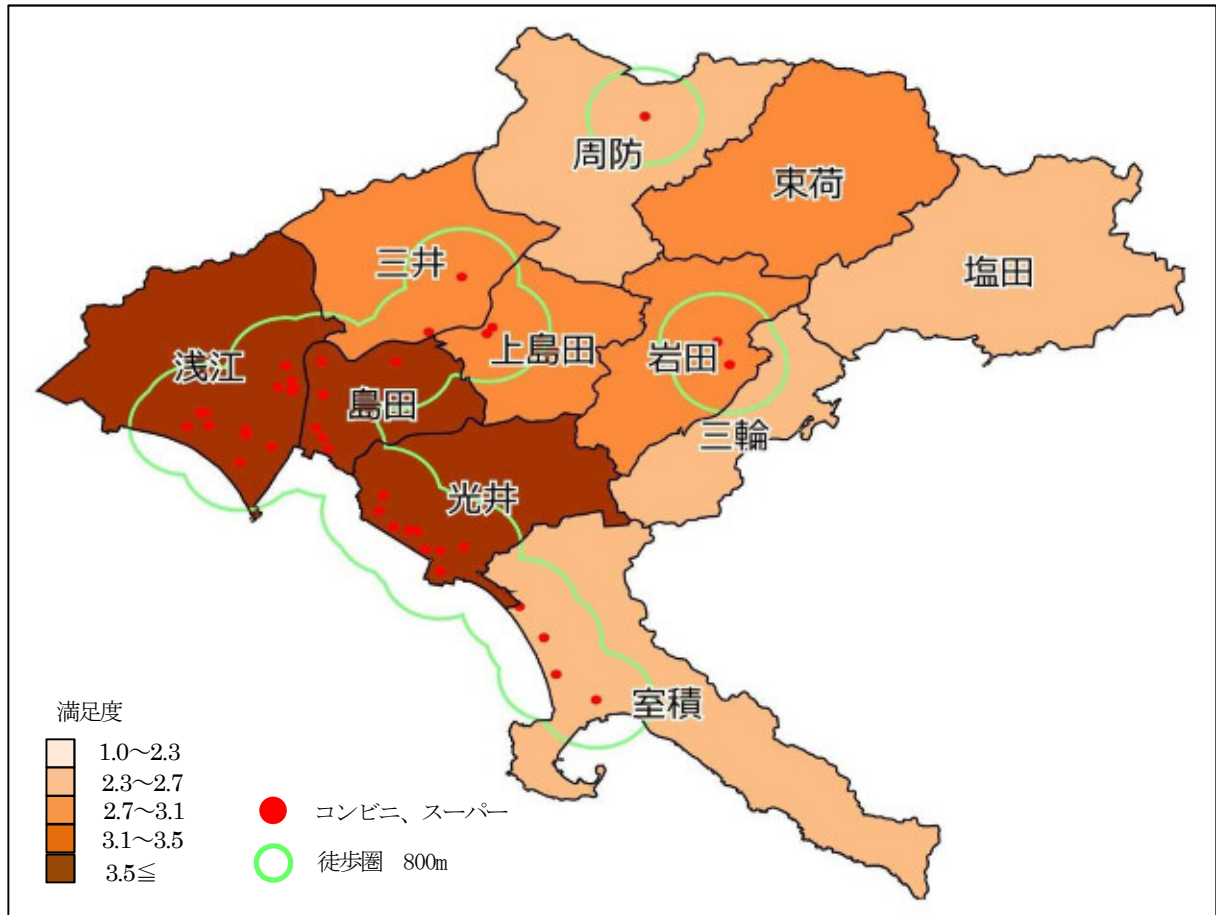 周防
束荷
塩田
三井
上島田
岩田
浅江
島田
三輪
光井
室積
満足度
1.0～2.3
2.3～2.7
2.7～3.1
3.1～3.5
3.5≦
コンビニ、スーパー
徒歩圏　800m